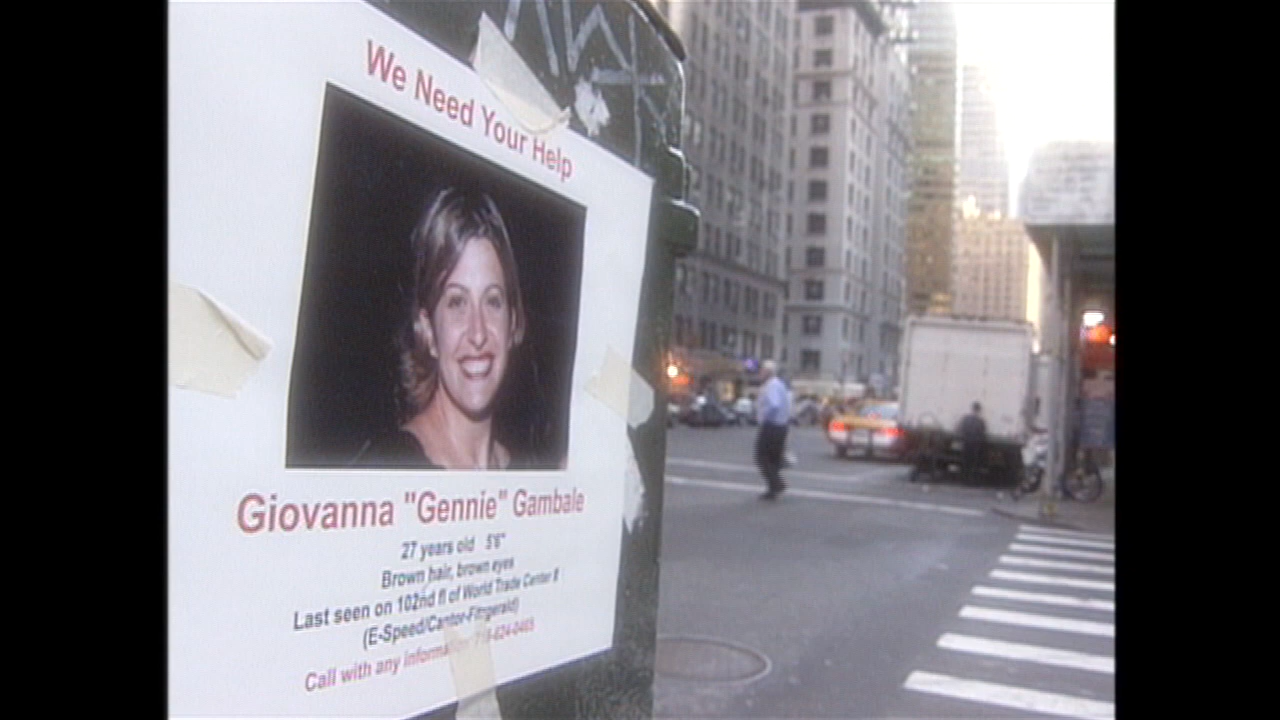 We Need Your Help
Giovanna "Gennie" Gambale
27 years old 5'6"
Brown hair, brown eyes
Last seen on 102nd fl of World Trade Center
(E-Speed/Cantor-Fitzgerald)
Call with any information